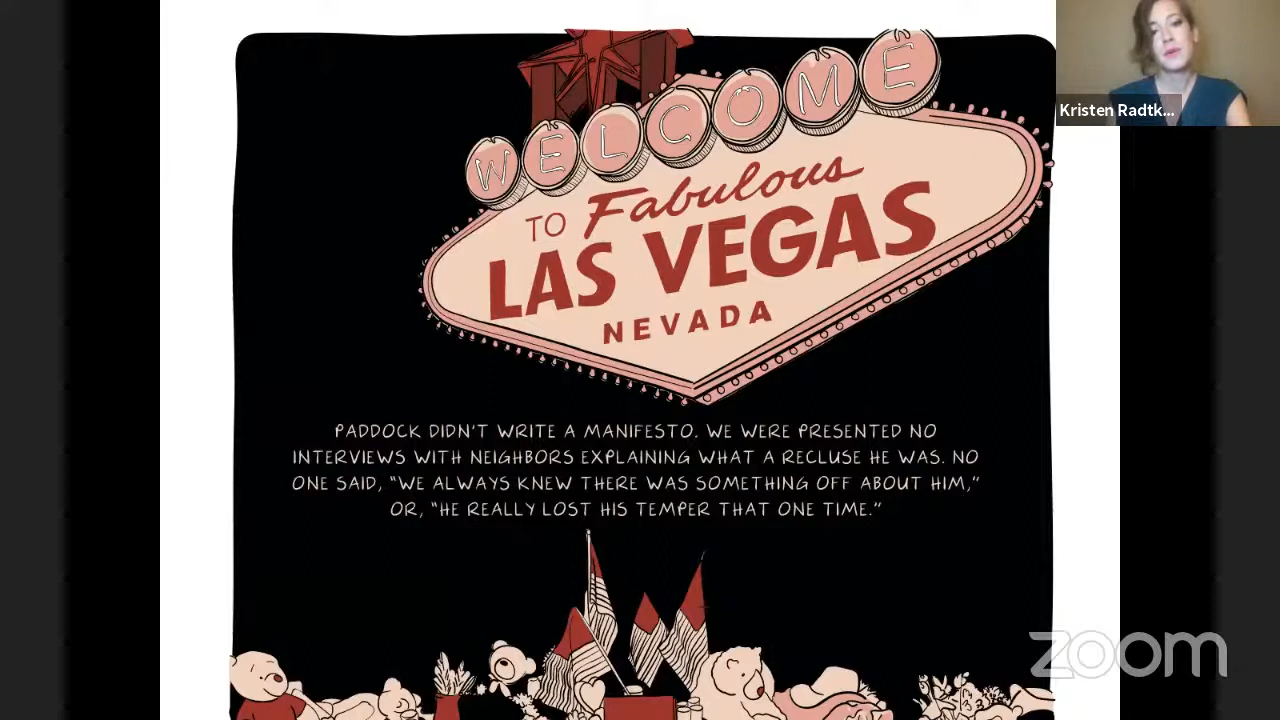 WELCOME
TO Fabulous
LAS VEGAS
NEVADA
PADDOCK DIDN'T WRITE A MANIFESTO. WE WERE PRESENTED NO
INTERVIEWS WITH NEIGHBORS EXPLAINING WHAT A RECLUSE HE WAS. NO
ONE SAID, "WE ALWAYS KNEW THERE WAS SOMETHING OFF ABOUT HIM,"
OR, "HE REALLY LOST HIS TEMPER THAT ONE TIME."
Kristen Radtk...
zoom